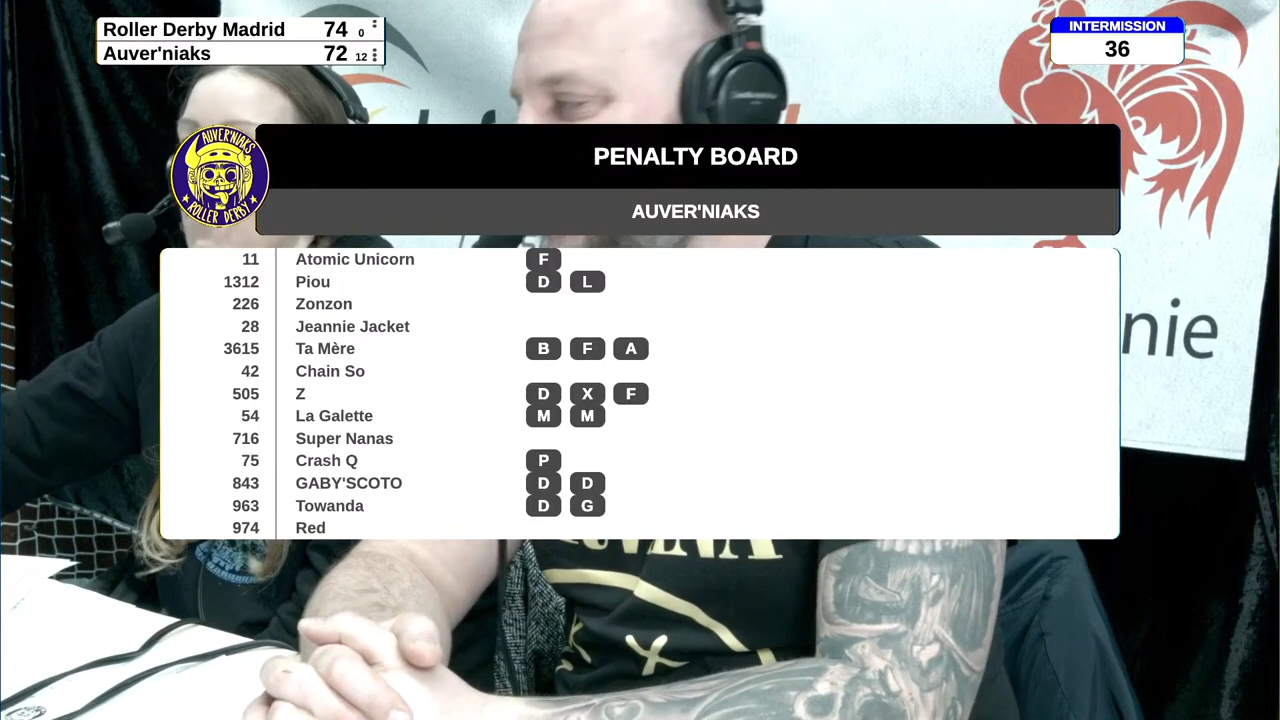 Roller Derby Madrid 74 0
Auver'niaks 72 12
INTERMISSION
36
AUVER'NIAKS
ROLLER DERBY
PENALTY BOARD
AUVER'NIAKS
11 Atomic Unicorn F
1312 Piou D L
226 Zonzon
28 Jeannie Jacket
3615 Ta Mère B F A
42 Chain So
505 Z D X F
54 La Galette M M
716 Super Nanas
75 Crash Q P
843 GABY'SCOTO D D
963 Towanda D G
974 Red
nie